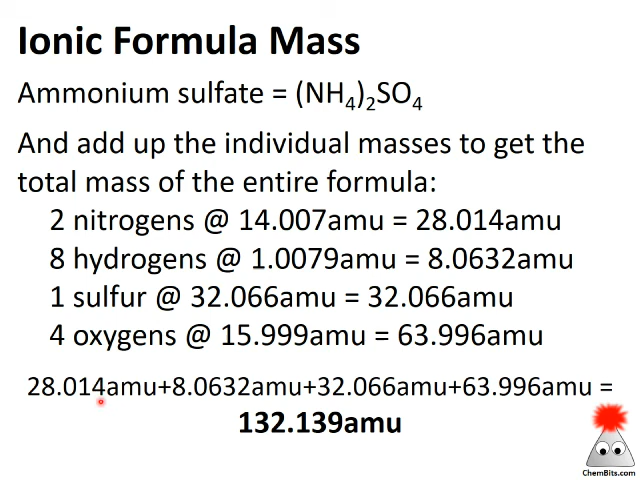 Ionic Formula Mass
Ammonium sulfate = (NH₄)₂SO₄
And add up the individual masses to get the
total mass of the entire formula:
2 nitrogens @ 14.007amu = 28.014amu
8 hydrogens @ 1.0079amu = 8.0632amu
1 sulfur @ 32.066amu = 32.066amu
4 oxygens @ 15.999amu = 63.996amu
28.014amu+8.0632amu+32.066amu+63.996amu =
132.139amu
ChemBits.com